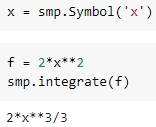 x = smp.Symbol('x')
f = 2*x**2
smp.integrate(f)
2*x**3/3